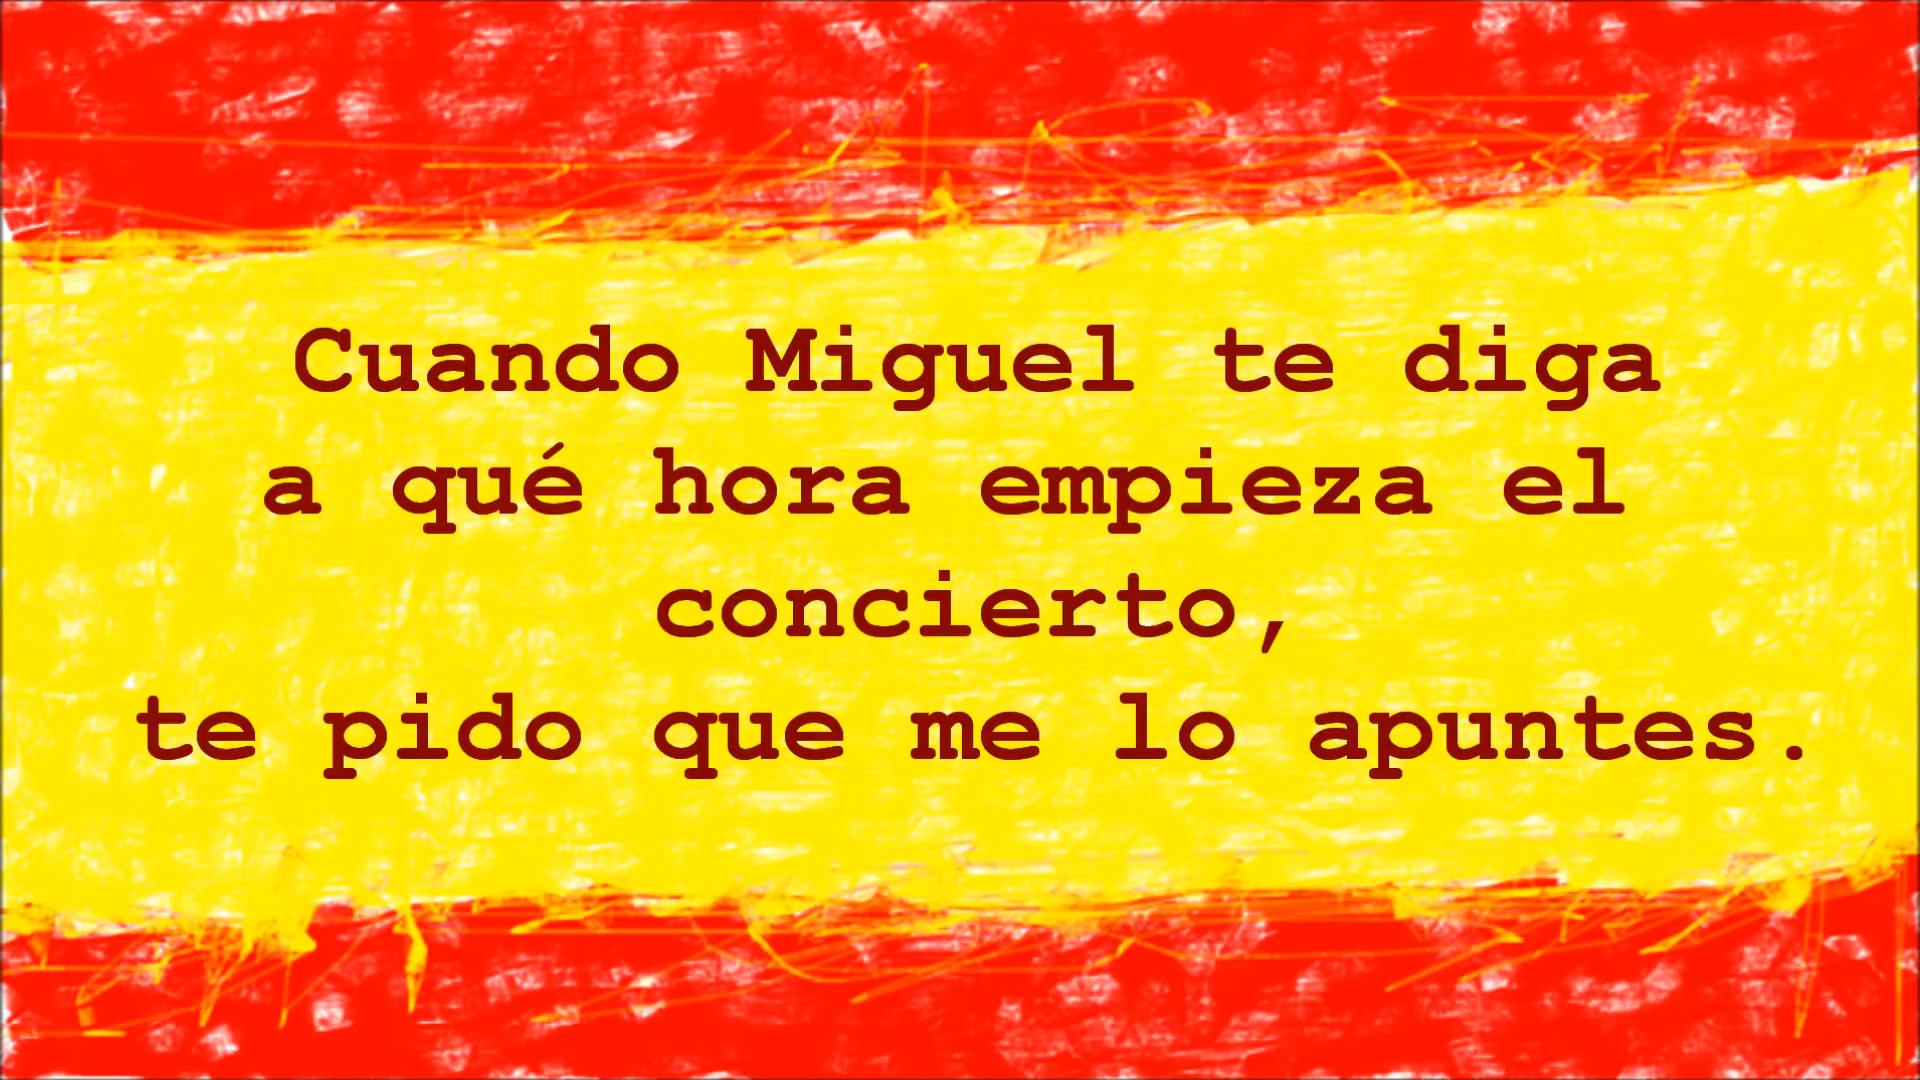 Cuando Miguel te diga
a qué hora empieza el
concierto,
te pido que me lo apuntes.